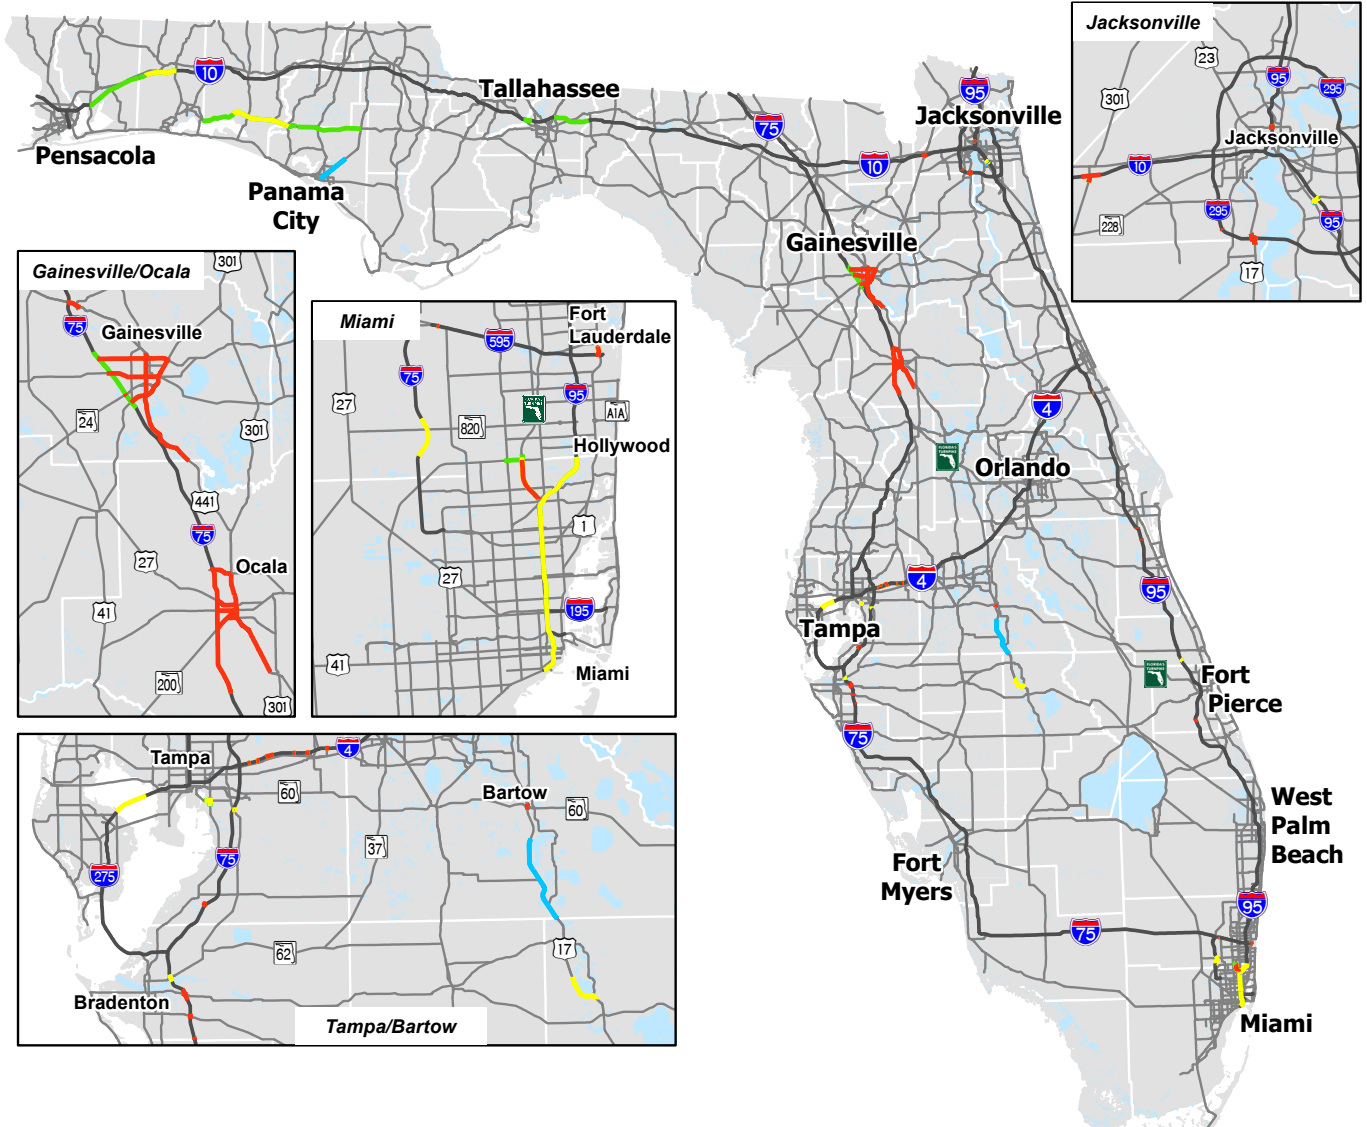 Jacksonville
23
95
295
301
Jacksonville
10
295
228
95
17
10
Tallahassee
75
95
Jacksonville
10
Pensacola
Panama
City
Gainesville
Gainesville/Ocala
301
75
Gainesville
24
301
441
75
27
Ocala
41
200
301
Miami
Fort
Lauderdale
595
75
95
27
820
A1A
Hollywood
1
27
195
41
Miami
4
Orlando
4
95
Tampa
Fort
Pierce
75
West
Palm
Beach
Fort
Myers
95
75
Miami
Tampa
4
60
Bartow
60
37
75
275
62
17
Bradenton
Tampa/Bartow